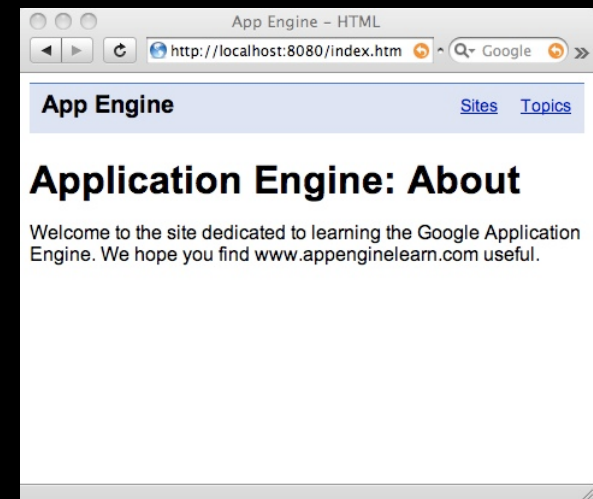 App Engine – HTML
http://localhost:8080/index.htm
Google
App Engine
Sites Topics
Application Engine: About
Welcome to the site dedicated to learning the Google Application
Engine. We hope you find www.appenginelearn.com useful.